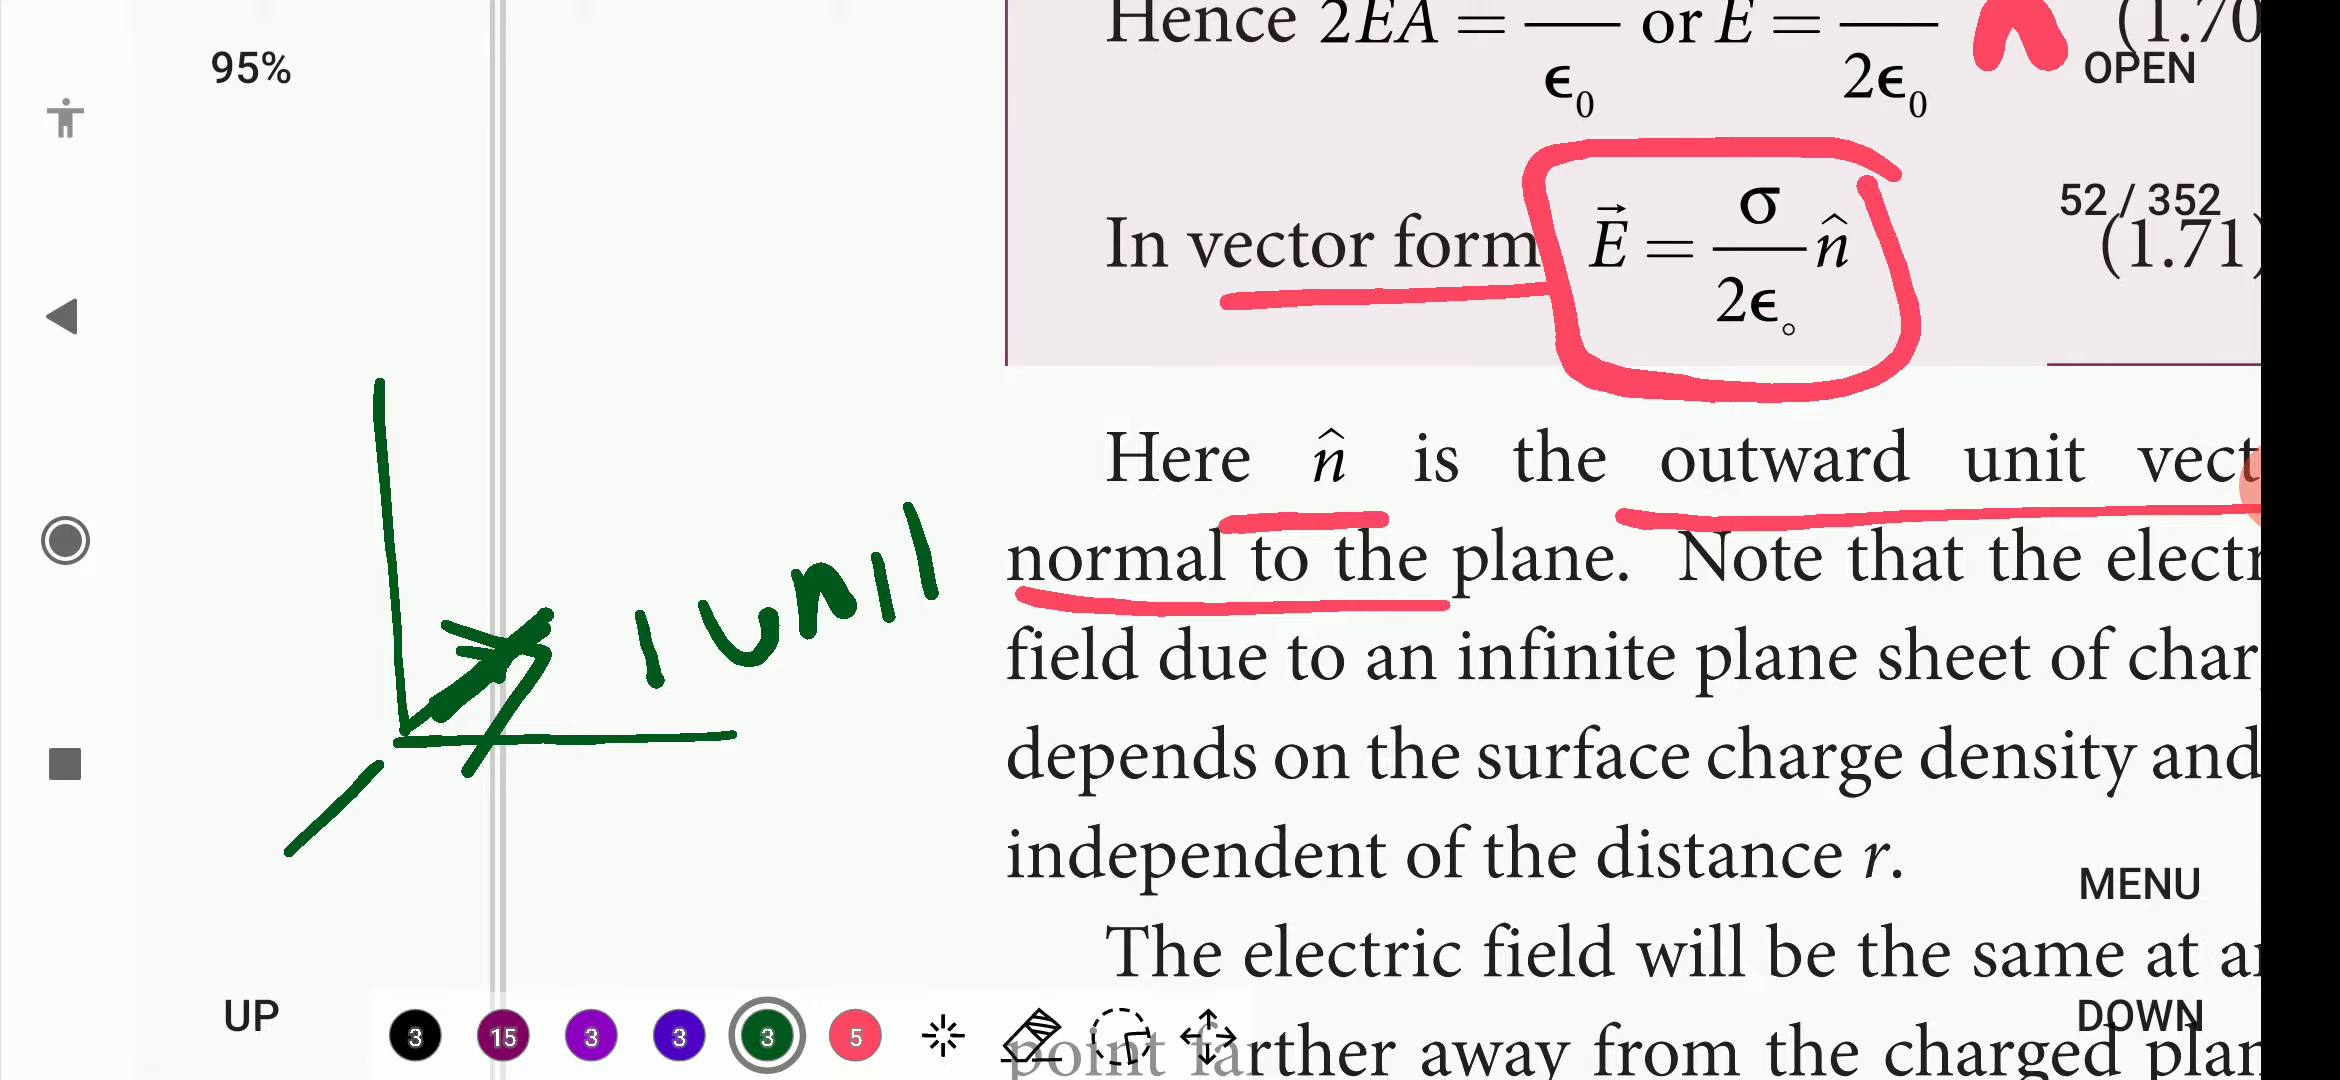 95%
Hence 2EA = — or E = — (1.70
ϵ0 2ϵ0
OPEN
52 / 352
In vector form E⃗ = σ/2ϵ∘ n̂ (1.71)
Here n̂ is the outward unit vect
normal to the plane. Note that the electr
field due to an infinite plane sheet of char
depends on the surface charge density and
independent of the distance r.
The electric field will be the same at a
point farther away from the charged plan
1 unit
MENU
UP
DOWN
3 15 3 3 3 5